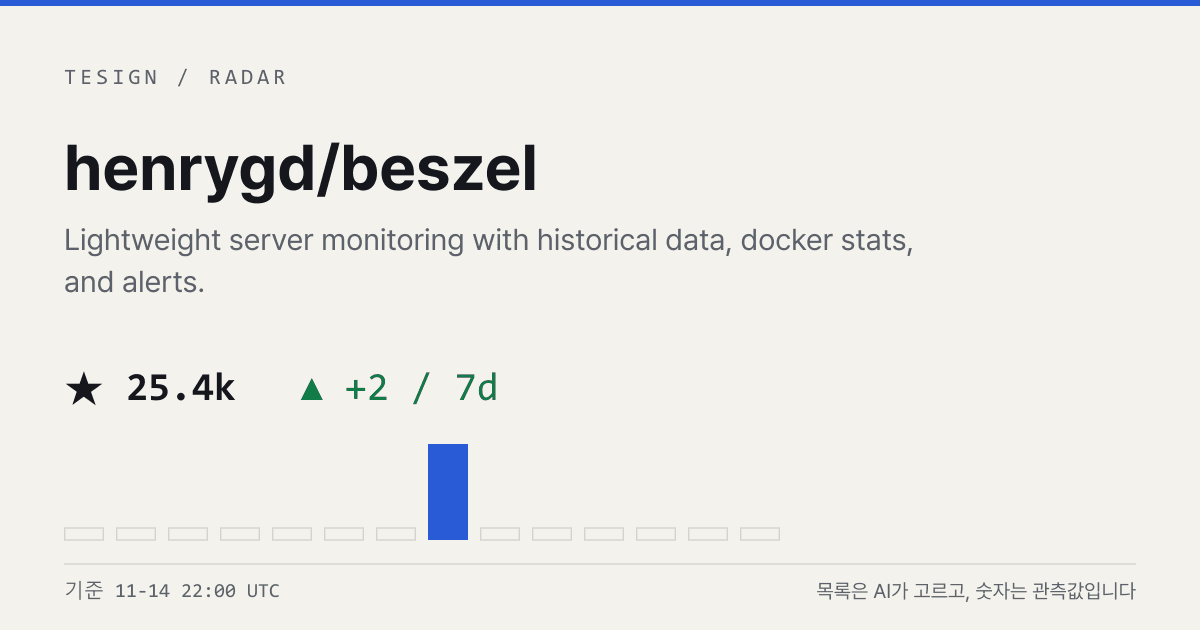 TESIGN / RADAR
henrygd/beszel
Lightweight server monitoring with historical data, docker stats,
and alerts.
★ 25.4k ▲ +2 / 7d
기준 11-14 22:00 UTC
목록은 AI가 고르고, 숫자는 관측값입니다